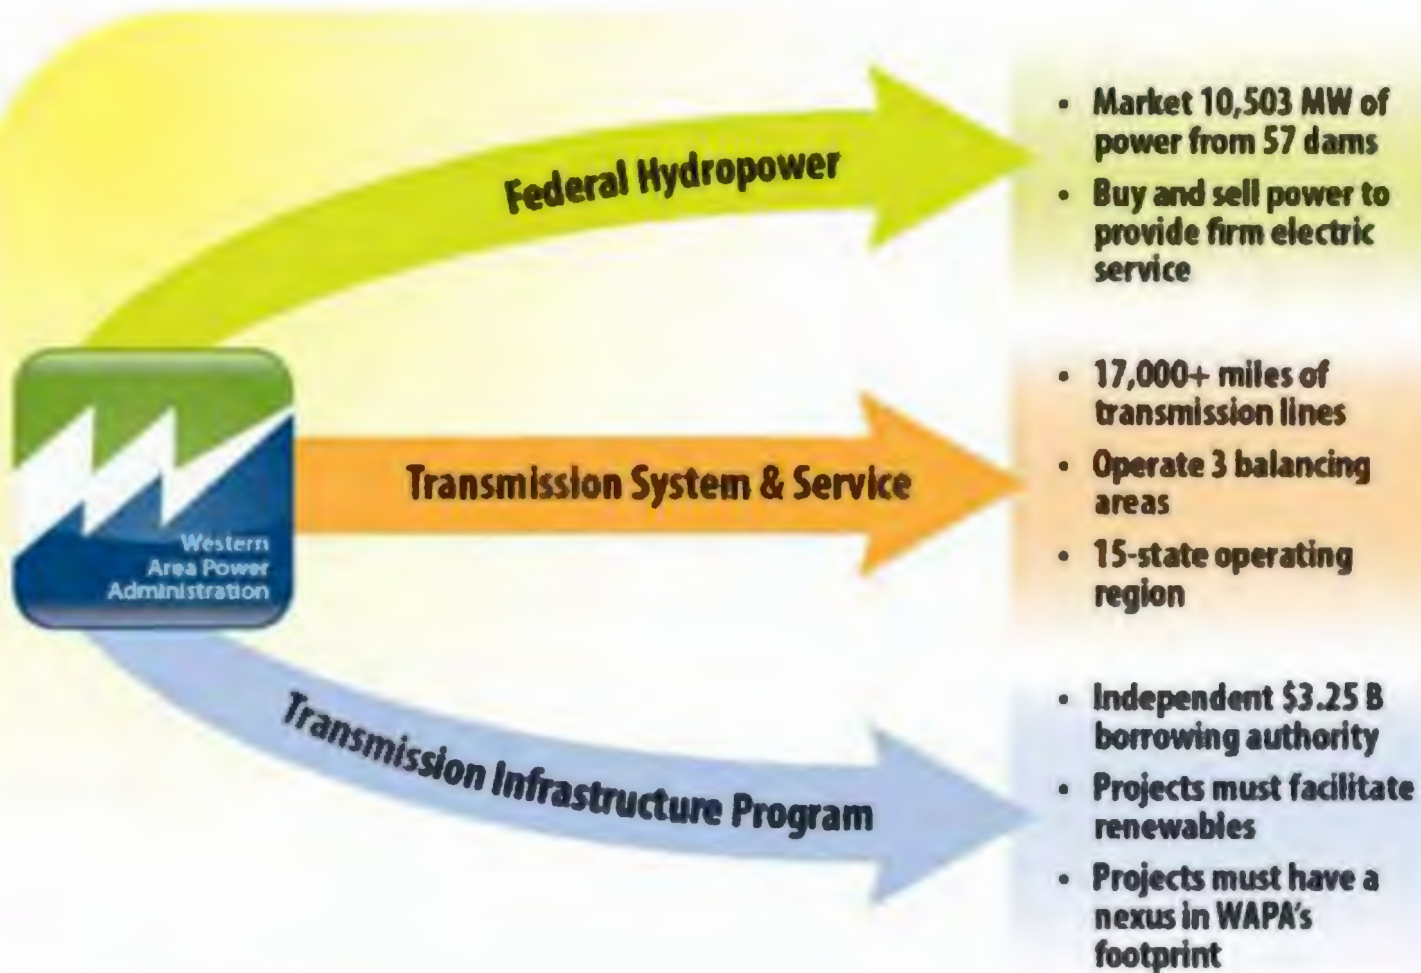 Federal Hydropower
• Market 10,503 MW of
power from 57 dams
• Buy and sell power to
provide firm electric
service
Western
Area Power
Administration
Transmission System & Service
• 17,000+ miles of
transmission lines
• Operate 3 balancing
areas
• 15-state operating
region
Transmission Infrastructure Program
• Independent $3.25 B
borrowing authority
• Projects must facilitate
renewables
• Projects must have a
nexus in WAPA's
footprint